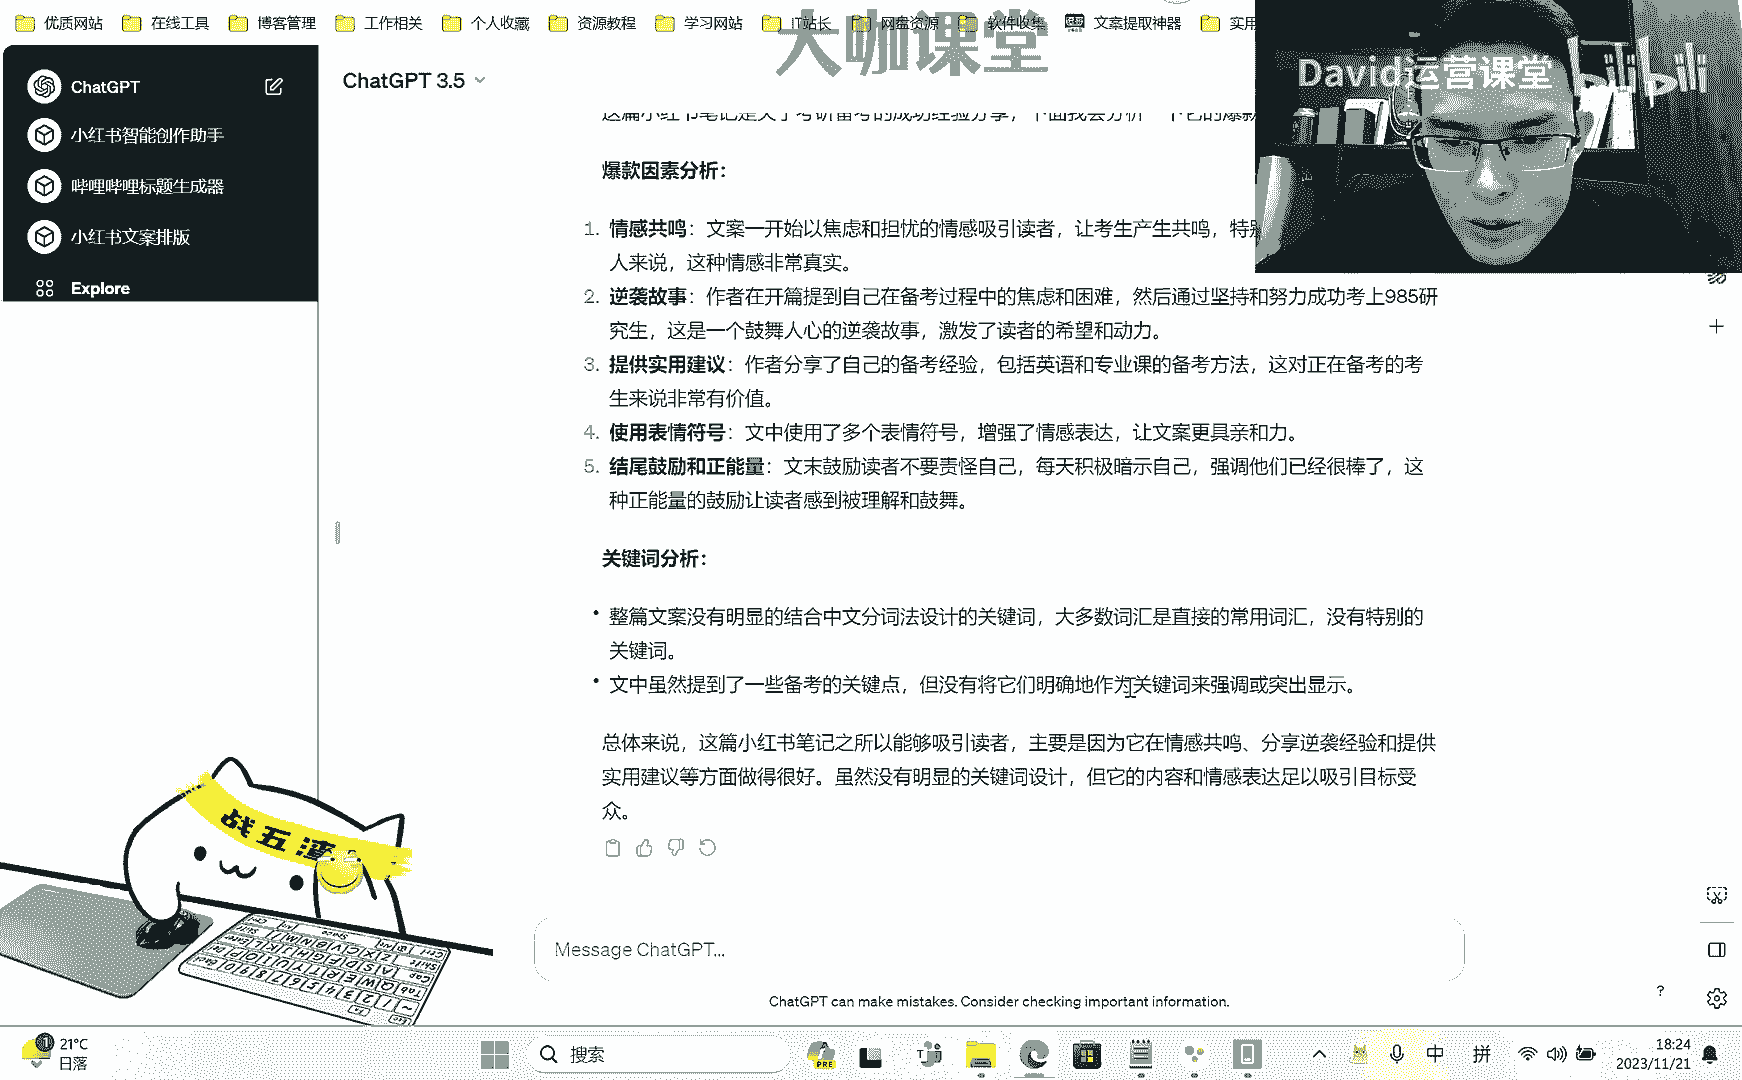 优质网站 在线工具 博客管理 工作相关 个人收藏 资源教程 学习网站 IT站长 网盘资源 软件收集 文案提取神器 实用
大咖课堂
David运营课堂 bilibili
ChatGPT
小红书智能创作助手
哔哩哔哩标题生成器
小红书文案排版
Explore
ChatGPT 3.5
爆款因素分析：
1. 情感共鸣：文案一开始以焦虑和担忧的情感吸引读者，让考生产生共鸣，特别
人来说，这种情感非常真实。
2. 逆袭故事：作者在开篇提到自己在备考过程中的焦虑和困难，然后通过坚持和努力成功考上985研
究生，这是一个鼓舞人心的逆袭故事，激发了读者的希望和动力。
3. 提供实用建议：作者分享了自己的备考经验，包括英语和专业课的备考方法，这对正在备考的考
生来说非常有价值。
4. 使用表情符号：文中使用了多个表情符号，增强了情感表达，让文案更具亲和力。
5. 结尾鼓励和正能量：文末鼓励读者不要责怪自己，每天积极暗示自己，强调他们已经很棒了，这
种正能量的鼓励让读者感到被理解和鼓舞。
关键词分析：
• 整篇文案没有明显的结合中文分词法设计的关键词，大多数词汇是直接的常用词汇，没有特别的
关键词。
• 文中虽然提到了一些备考的关键点，但没有将它们明确地作为关键词来强调或突出显示。
总体来说，这篇小红书笔记之所以能够吸引读者，主要是因为它在情感共鸣、分享逆袭经验和提供
实用建议等方面做得很好。虽然没有明显的关键词设计，但它的内容和情感表达足以吸引目标受
众。
战五渣
Message ChatGPT...
ChatGPT can make mistakes. Consider checking important information.
?
21°C
日落
搜索
PRE
中
拼
18:24
2023/11/21